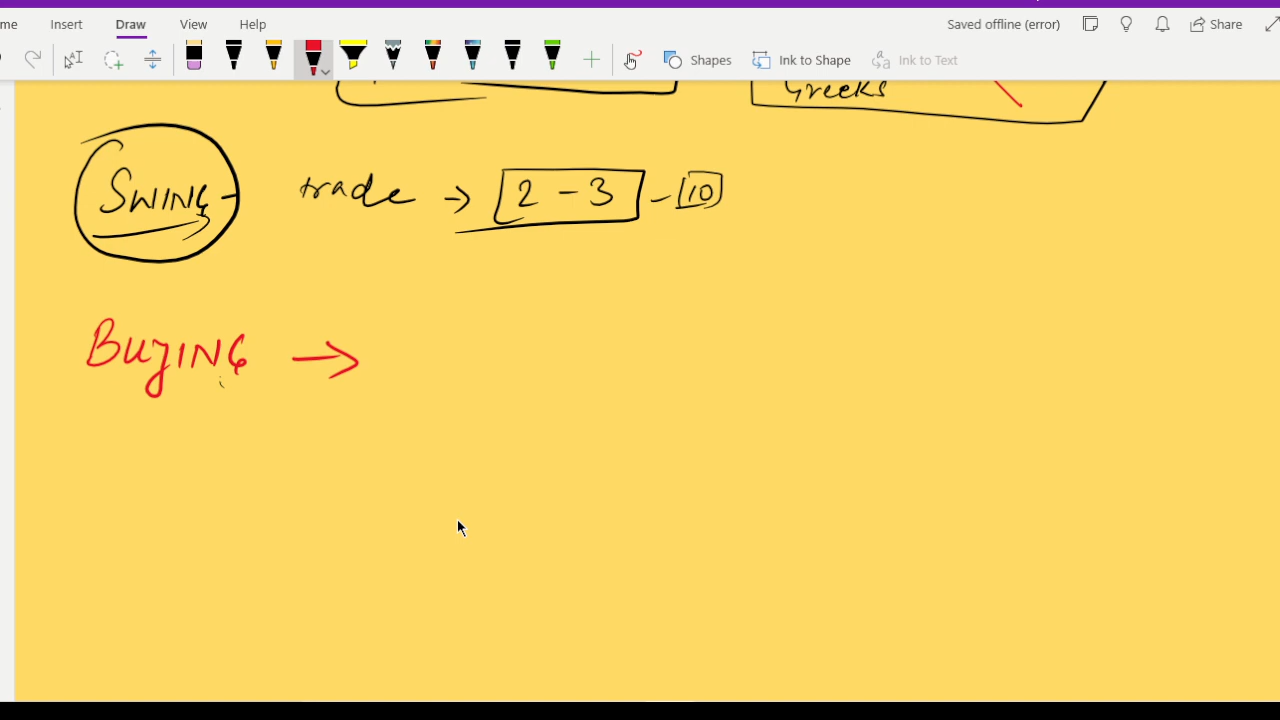 me Insert Draw View Help Saved offline (error) Share
Shapes Ink to Shape Ink to Text
Greeks
SWING - trade → 2 - 3 - 10
BUyING →